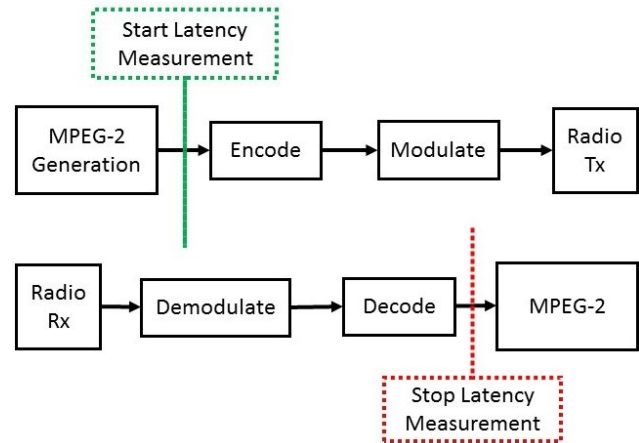 Start Latency
Measurement
MPEG-2
Generation
Encode
Modulate
Radio
Tx
Radio
Rx
Demodulate
Decode
MPEG-2
Stop Latency
Measurement